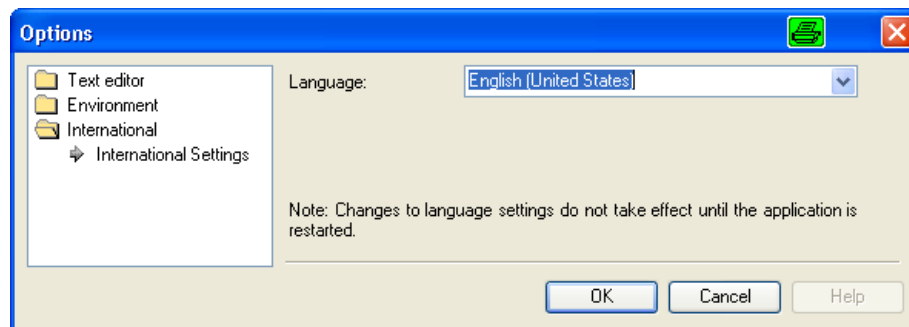 Options
Text editor
Environment
International
International Settings
Language:
English (United States)
Note: Changes to language settings do not take effect until the application is
restarted.
OK
Cancel
Help